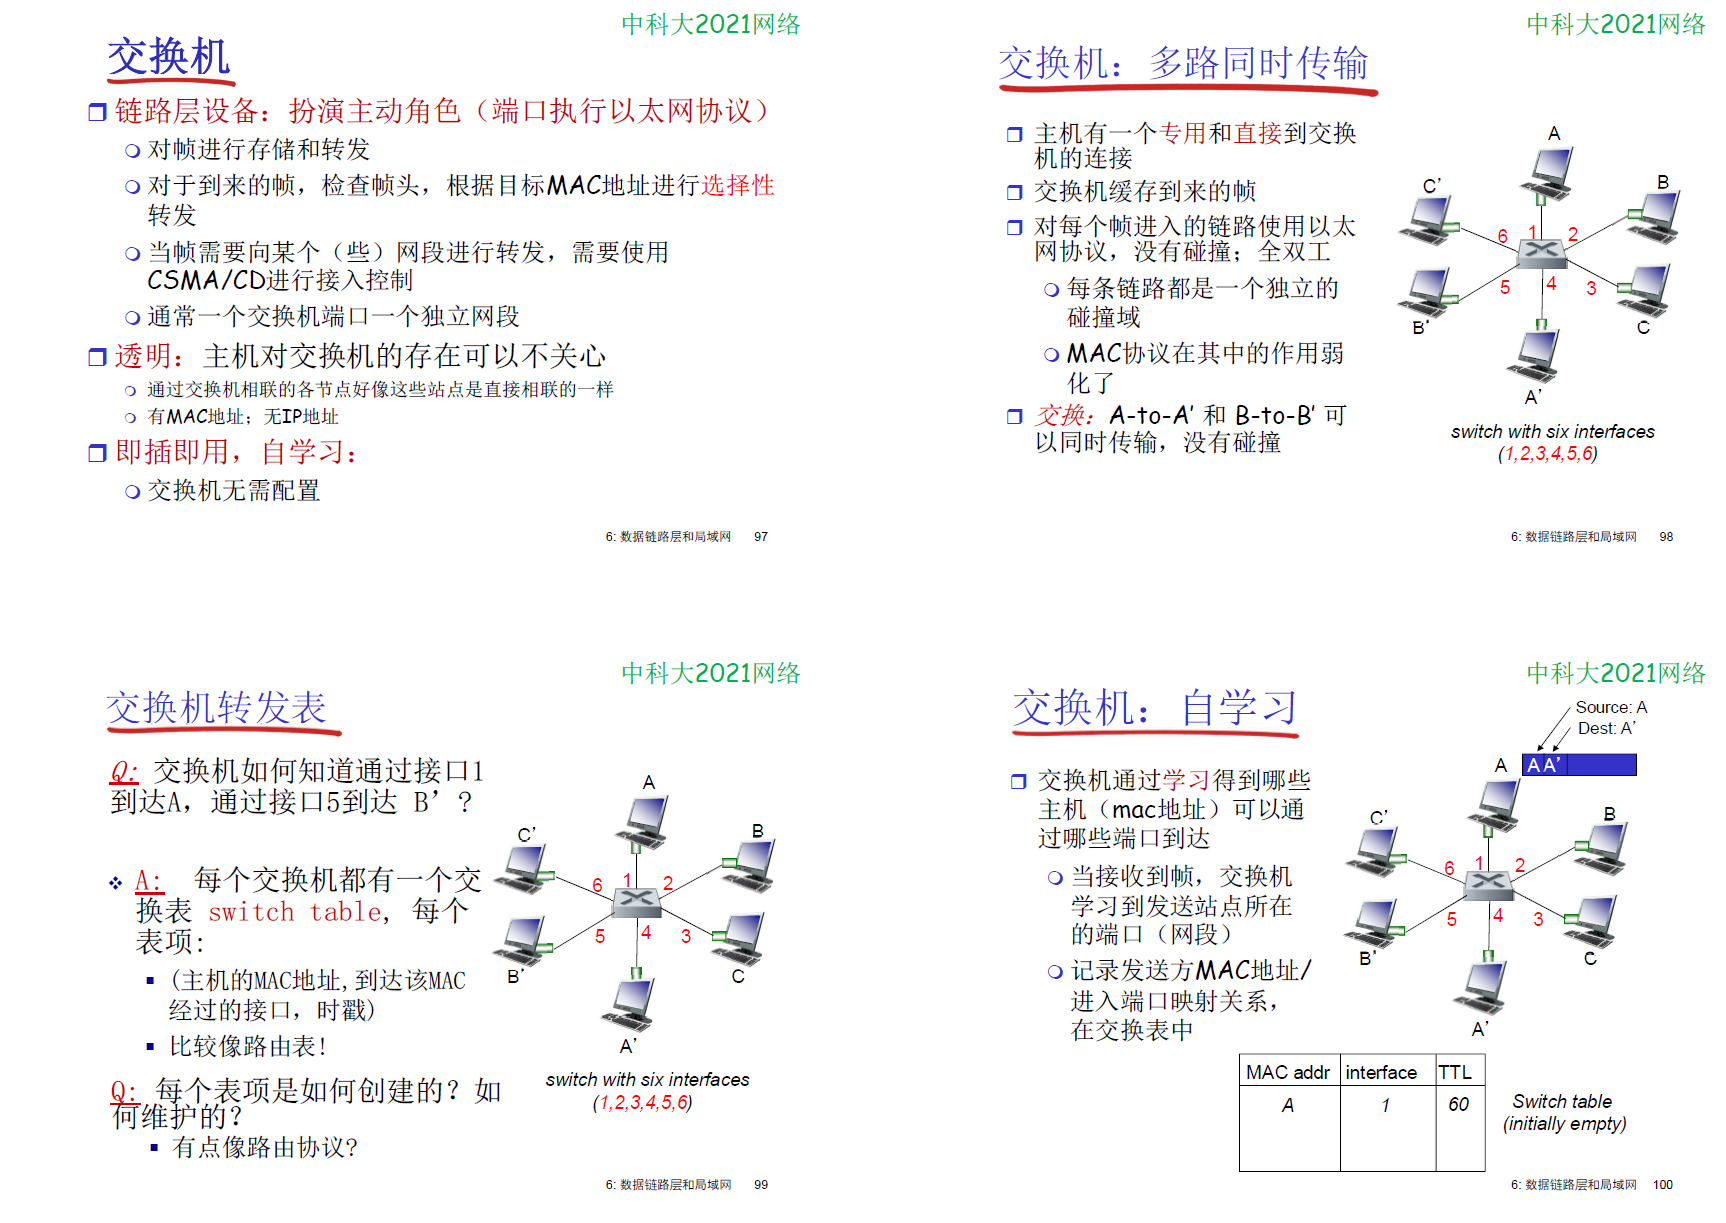 中科大2021网络
交换机
链路层设备：扮演主动角色（端口执行以太网协议）
对帧进行存储和转发
对于到来的帧，检查帧头，根据目标MAC地址进行选择性
转发
当帧需要向某个（些）网段进行转发，需要使用
CSMA/CD进行接入控制
通常一个交换机端口一个独立网段
透明：主机对交换机的存在可以不关心
通过交换机相联的各节点好像这些站点是直接相联的一样
有MAC地址；无IP地址
即插即用，自学习：
交换机无需配置
6: 数据链路层和局域网 97
中科大2021网络
交换机：多路同时传输
主机有一个专用和直接到交换
机的连接
交换机缓存到来的帧
对每个帧进入的链路使用以太
网协议，没有碰撞；全双工
每条链路都是一个独立的
碰撞域
MAC协议在其中的作用弱
化了
交换：A-to-A' 和 B-to-B' 可
以同时传输，没有碰撞
A
B
C'
6
1
2
5
4
3
B'
C
A'
switch with six interfaces
(1,2,3,4,5,6)
6: 数据链路层和局域网 98
中科大2021网络
交换机转发表
Q: 交换机如何知道通过接口1
到达A，通过接口5到达 B’?
A: 每个交换机都有一个交
换表 switch table, 每个
表项:
(主机的MAC地址,到达该MAC
经过的接口，时戳)
比较像路由表!
Q: 每个表项是如何创建的？如
何维护的？
有点像路由协议?
A
B
C'
6
1
2
5
4
3
B'
C
A'
switch with six interfaces
(1,2,3,4,5,6)
6: 数据链路层和局域网 99
中科大2021网络
交换机：自学习
交换机通过学习得到哪些
主机（mac地址）可以通
过哪些端口到达
当接收到帧，交换机
学习到发送站点所在
的端口（网段）
记录发送方MAC地址/
进入端口映射关系，
在交换表中
Source: A
Dest: A'
A
A A'
C'
B
6
1
2
5
4
3
B'
C
A'
MAC addr interface TTL
A 1 60
Switch table
(initially empty)
6: 数据链路层和局域网 100